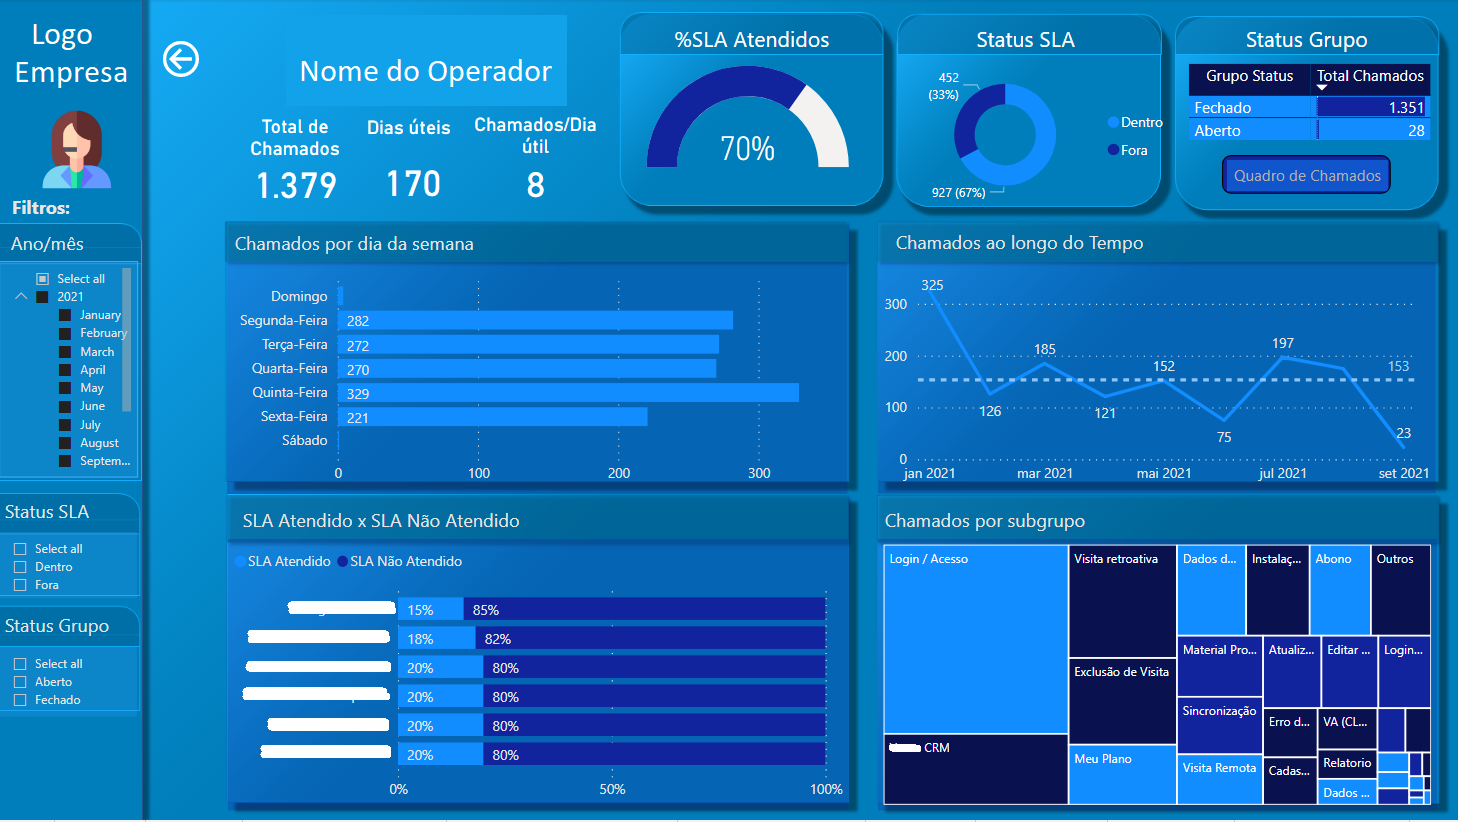 Logo
Empresa
Filtros:
Ano/mês
Select all
2021
January
February
March
April
May
June
July
August
Septem...
Status SLA
Select all
Dentro
Fora
Status Grupo
Select all
Aberto
Fechado
Nome do Operador
Total de
Chamados
1.379
Dias úteis
170
Chamados/Dia
útil
8
%SLA Atendidos
70%
Status SLA
452
(33%)
927 (67%)
Dentro
Fora
Status Grupo
Grupo Status Total Chamados
Fechado 1.351
Aberto 28
Quadro de Chamados
Chamados por dia da semana
Domingo
Segunda-Feira 282
Terça-Feira 272
Quarta-Feira 270
Quinta-Feira 329
Sexta-Feira 221
Sábado
0 100 200 300
Chamados ao longo do Tempo
325
300
185
197
200
152
153
126
121
100
75
23
0
jan 2021 mar 2021 mai 2021 jul 2021 set 2021
SLA Atendido x SLA Não Atendido
SLA Atendido SLA Não Atendido
15% 85%
18% 82%
20% 80%
20% 80%
20% 80%
20% 80%
0% 50% 100%
Chamados por subgrupo
Login / Acesso
CRM
Visita retroativa
Exclusão de Visita
Meu Plano
Dados d...
Instalaç...
Abono
Outros
Material Pro...
Atualiz...
Editar ...
Login...
Sincronização
Visita Remota
Erro d...
Cadas...
VA (CL...
Relatorio
Dados ...